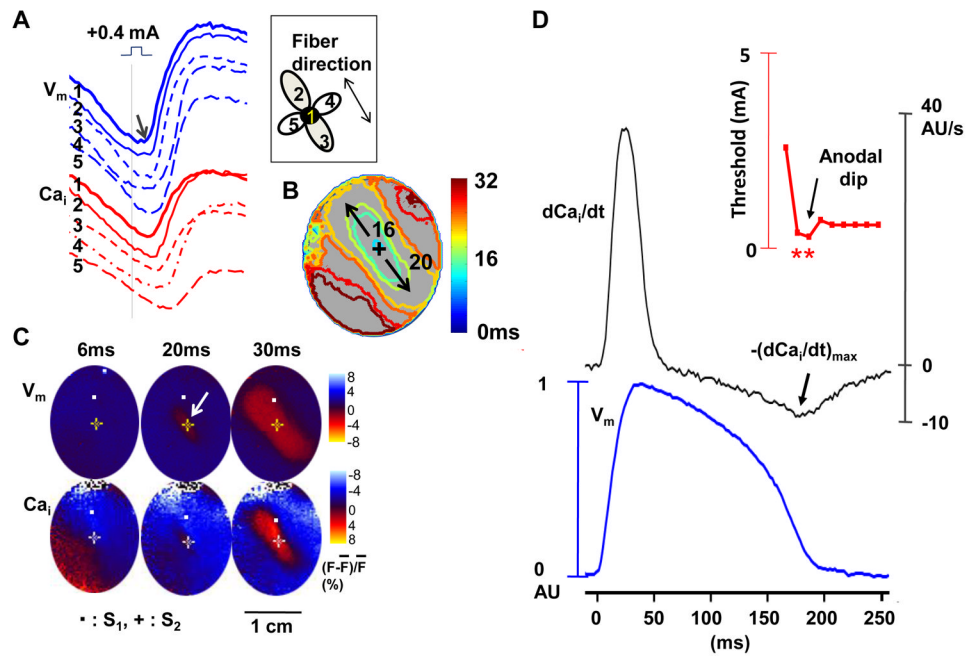 A
+0.4 mA
Vm
1
2
3
4
5
Cai
1
2
3
4
5
Fiber
direction
2
4
1
5
3
B
16
20
32
16
0ms
C
6ms
20ms
30ms
Vm
8
4
0
-4
-8
Cai
-8
-4
0
4
8
(F-F̅)/F̅
(%)
▪ : S₁, + : S₂
1 cm
D
5
Threshold (mA)
0
Anodal
dip
**
40
AU/s
dCai/dt
-(dCai/dt)max
0
-10
1
Vm
0
AU
0 50 100 150 200 250
(ms)